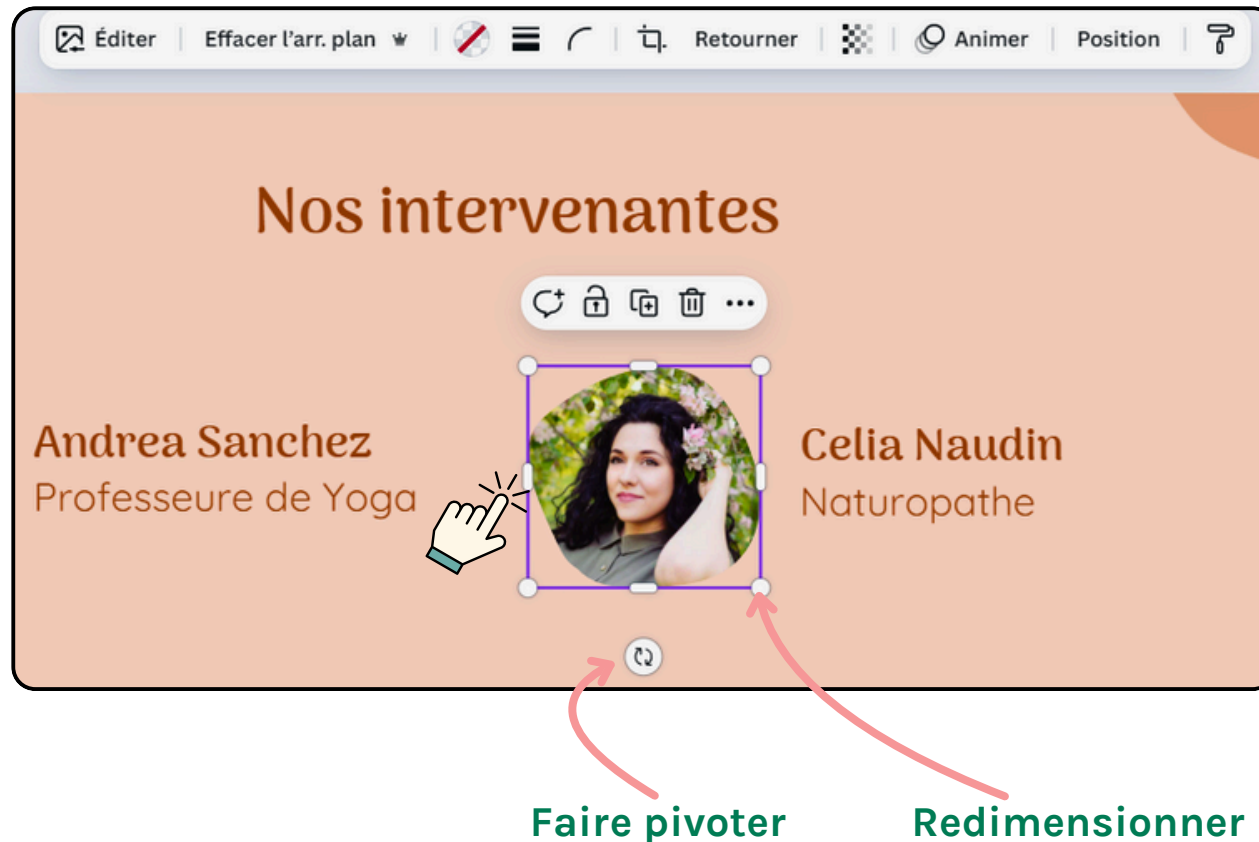 Éditer Effacer l'arr. plan Retourner Animer Position
Nos intervenantes
Andrea Sanchez
Professeure de Yoga
Celia Naudin
Naturopathe
Faire pivoter
Redimensionner